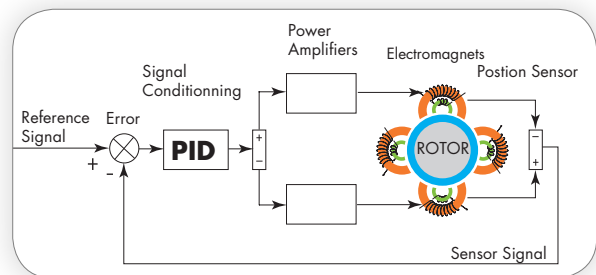 Power
Amplifiers
Electromagnets
Signal
Conditionning
Postion Sensor
Reference
Signal
Error
+
-
PID
+
−
ROTOR
−
+
Sensor Signal